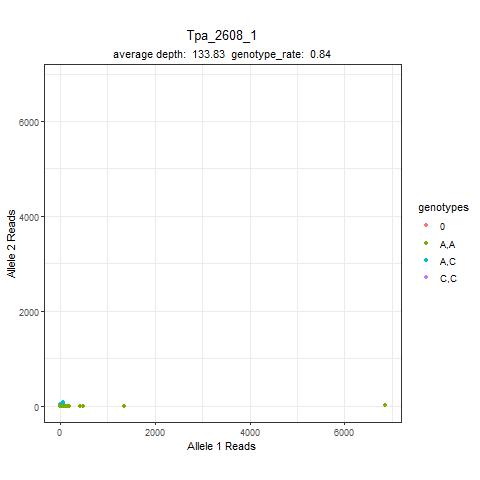 Tpa_2608_1
average depth:  133.83  genotype_rate:  0.84
6000
4000
2000
0
Allele 2 Reads
0
2000
4000
6000
Allele 1 Reads
genotypes
0
A,A
A,C
C,C